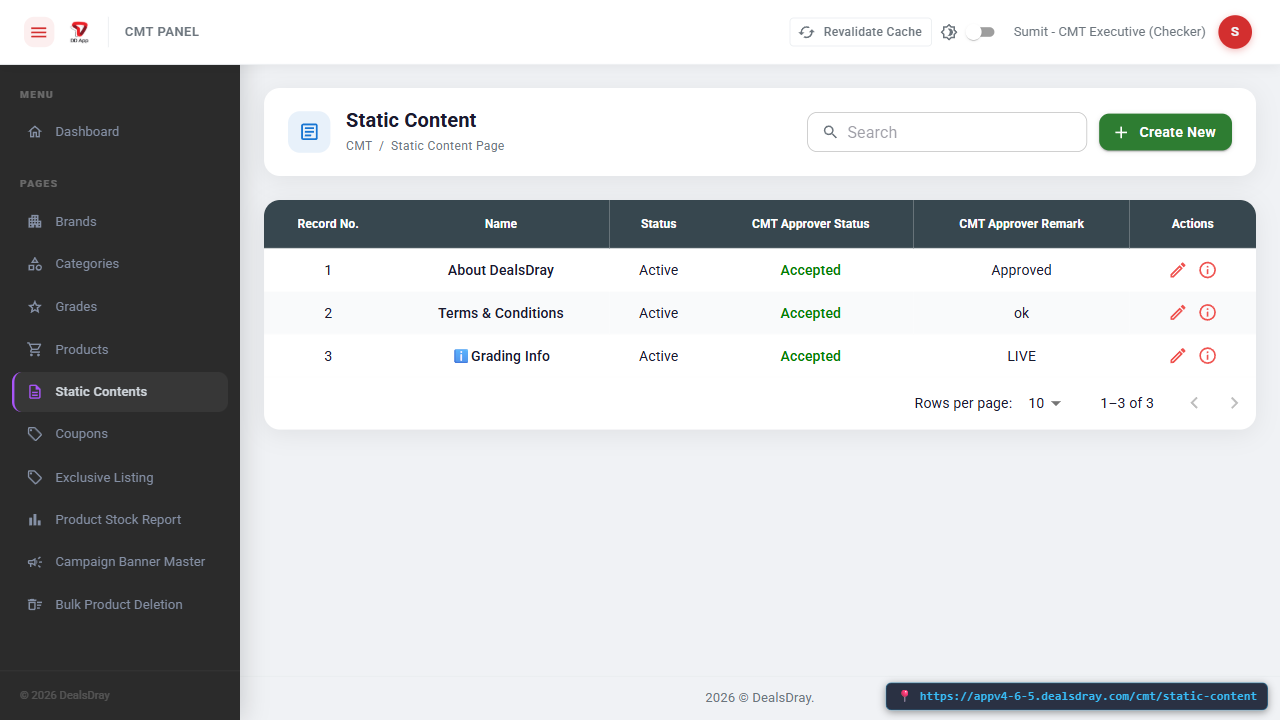 DD App
CMT PANEL
Revalidate Cache
Sumit - CMT Executive (Checker)
S
MENU
Dashboard
PAGES
Brands
Categories
Grades
Products
Static Contents
Coupons
Exclusive Listing
Product Stock Report
Campaign Banner Master
Bulk Product Deletion
© 2026 DealsDray
Static Content
CMT / Static Content Page
Search
Create New
Record No. Name Status CMT Approver Status CMT Approver Remark Actions
1 About DealsDray Active Accepted Approved
2 Terms & Conditions Active Accepted ok
3 ℹ️ Grading Info Active Accepted LIVE
Rows per page: 10 1–3 of 3
2026 © DealsDray.
📍 https://appv4-6-5.dealsdray.com/cmt/static-content